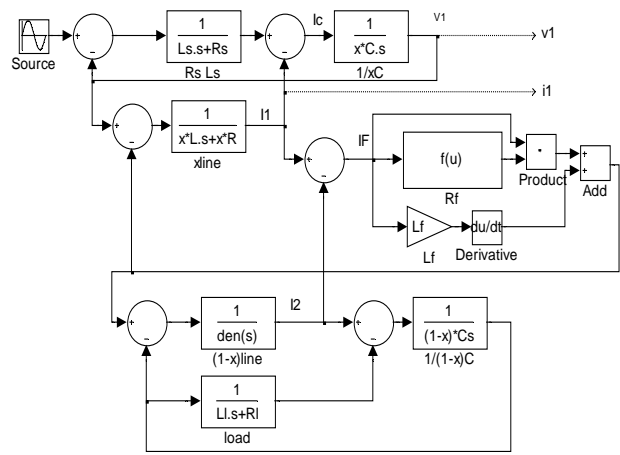 Source
+
-
1
Ls.s+Rs
Rs Ls
+
-
Ic
1
x*C.s
1/xC
V1
v1
i1
+
-
1
x*L.s+x*R
xline
I1
+
-
IF
f(u)
Rf
Product
+
+
Add
Lf
Lf
du/dt
Derivative
+
-
1
den(s)
(1-x)line
I2
+
-
1
(1-x)*Cs
1/(1-x)C
1
Ll.s+Rl
load